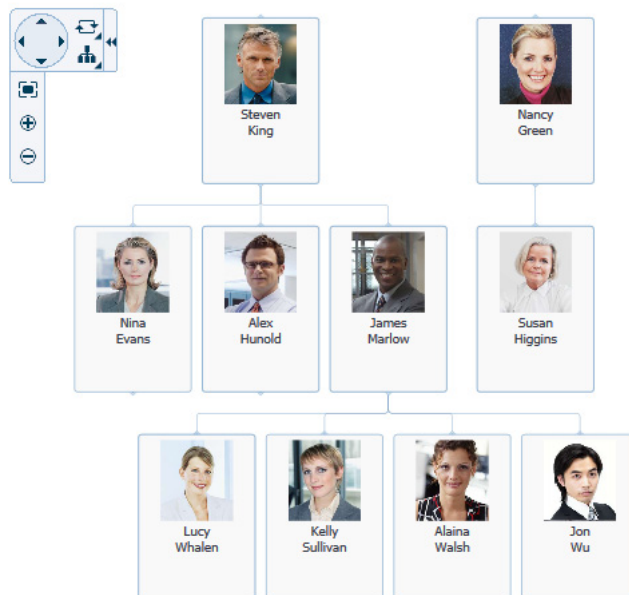 Steven
King
Nancy
Green
Nina
Evans
Alex
Hunold
James
Marlow
Susan
Higgins
Lucy
Whalen
Kelly
Sullivan
Alaina
Walsh
Jon
Wu